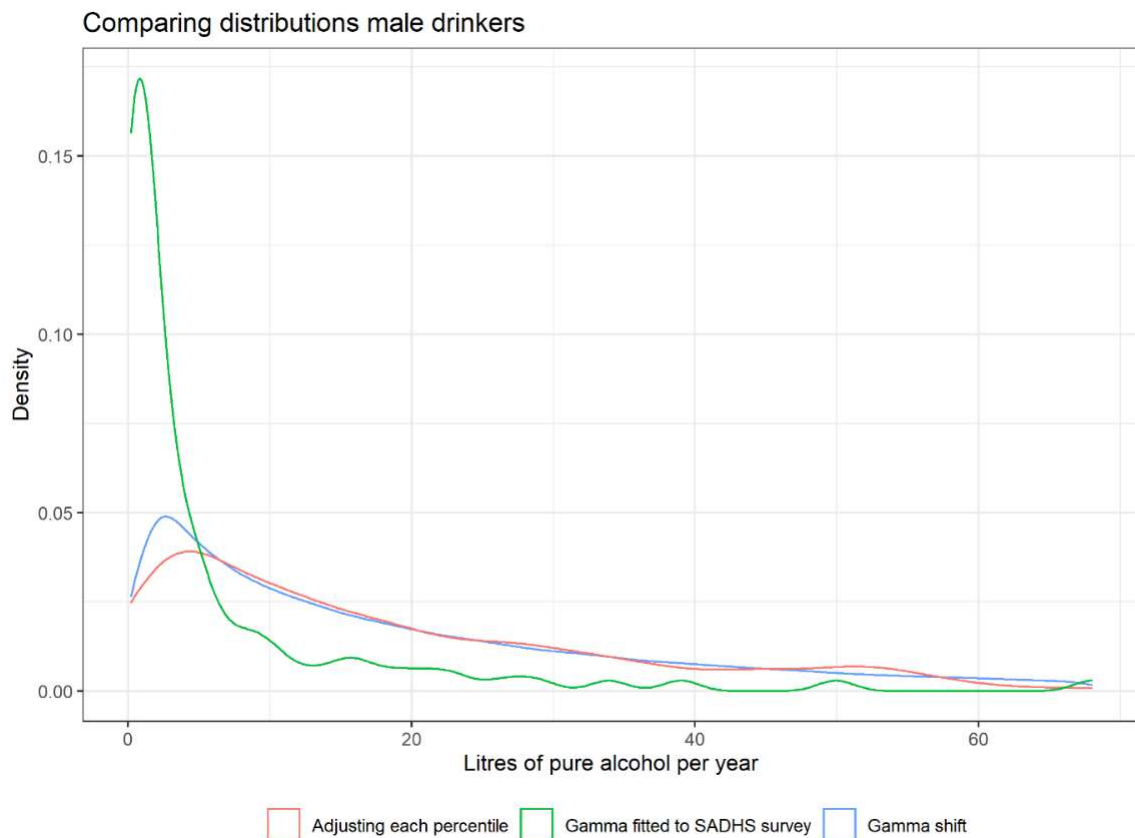 Comparing distributions male drinkers
0.15
0.10
0.05
0.00
Density
0 20 40 60
Litres of pure alcohol per year
Adjusting each percentile Gamma fitted to SADHS survey Gamma shift